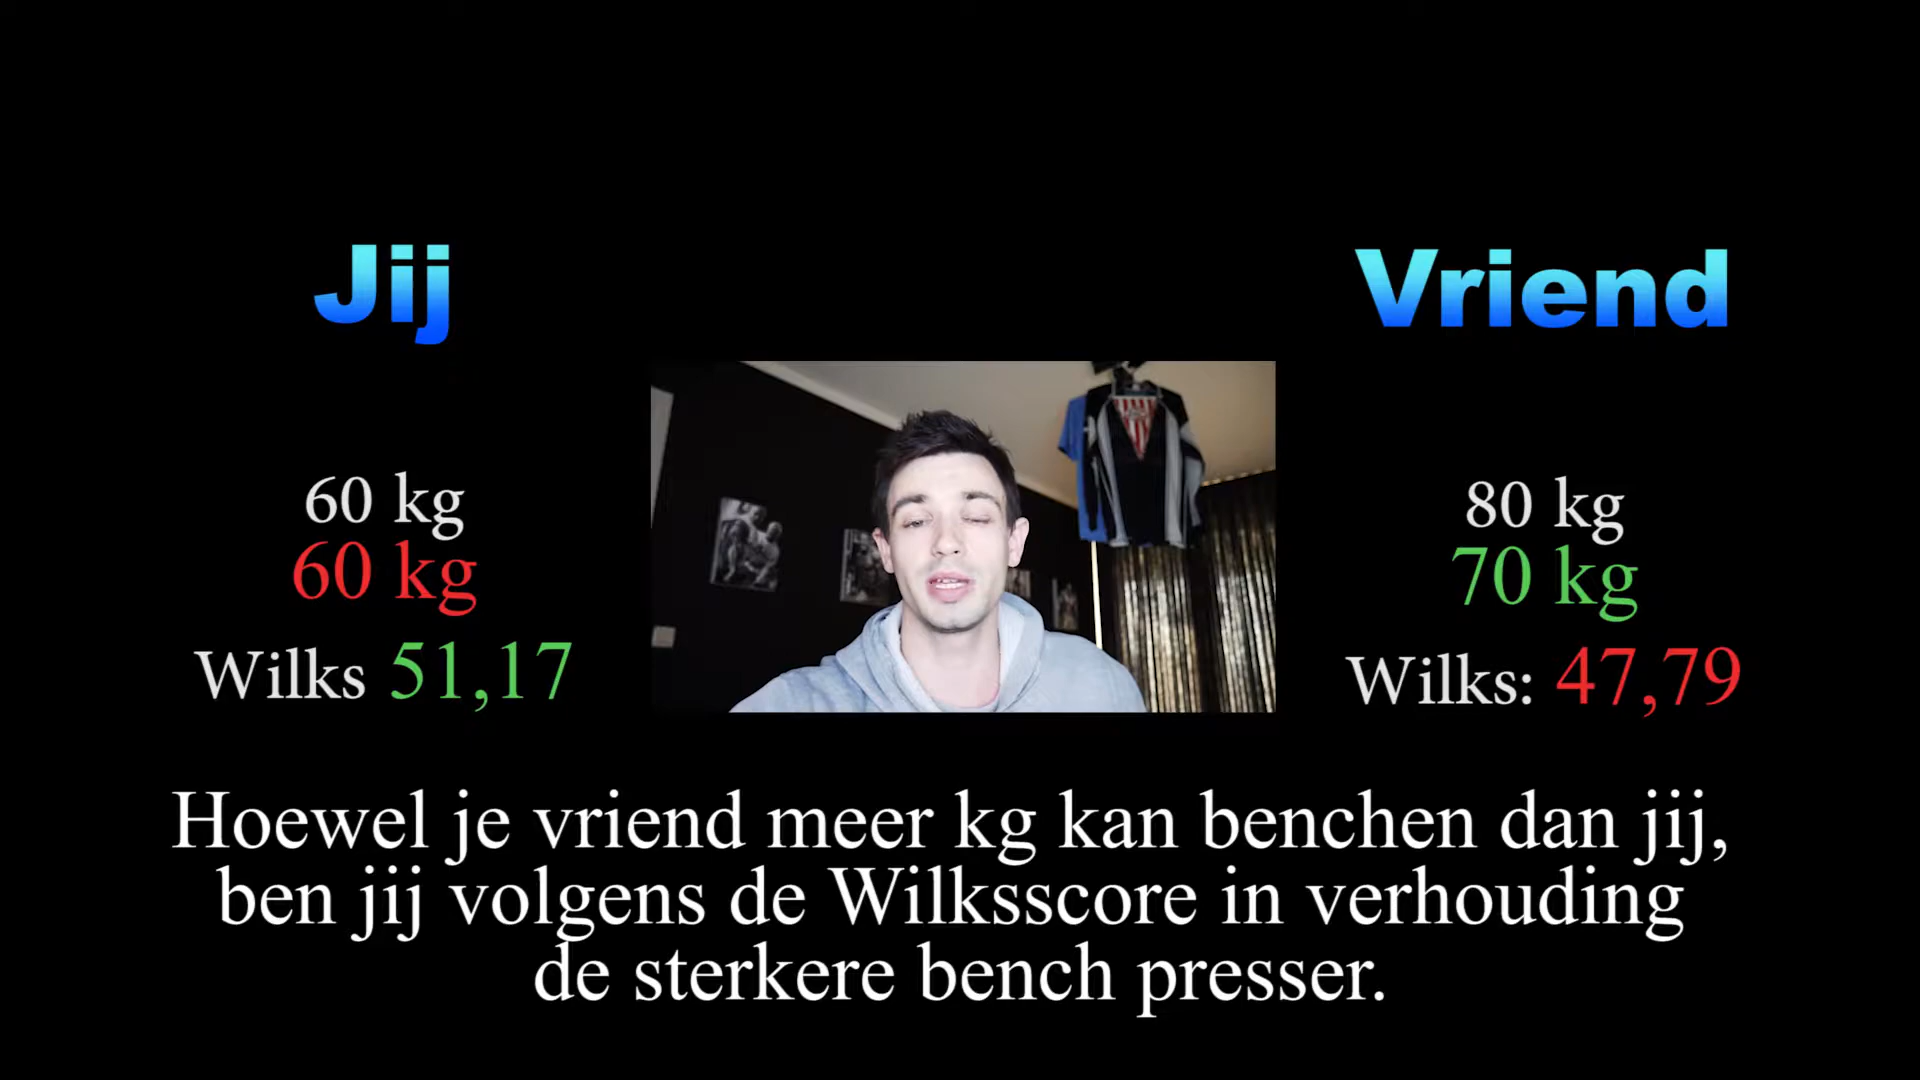 Jij
60 kg
60 kg
Wilks 51,17
Vriend
80 kg
70 kg
Wilks: 47,79
Hoewel je vriend meer kg kan benchen dan jij,
ben jij volgens de Wilksscore in verhouding
de sterkere bench presser.